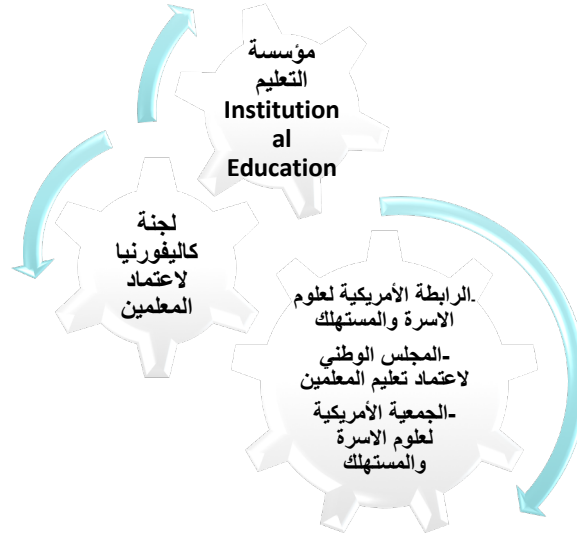 مؤسسة
التعليم
Institution
al
Education
لجنة
كاليفورنيا
لاعتماد
المعلمين
-الرابطة الأمريكية لعلوم
الاسرة والمستهلك
-المجلس الوطني
لاعتماد تعليم المعلمين
-الجمعية الأمريكية
لعلوم الاسرة
والمستهلك